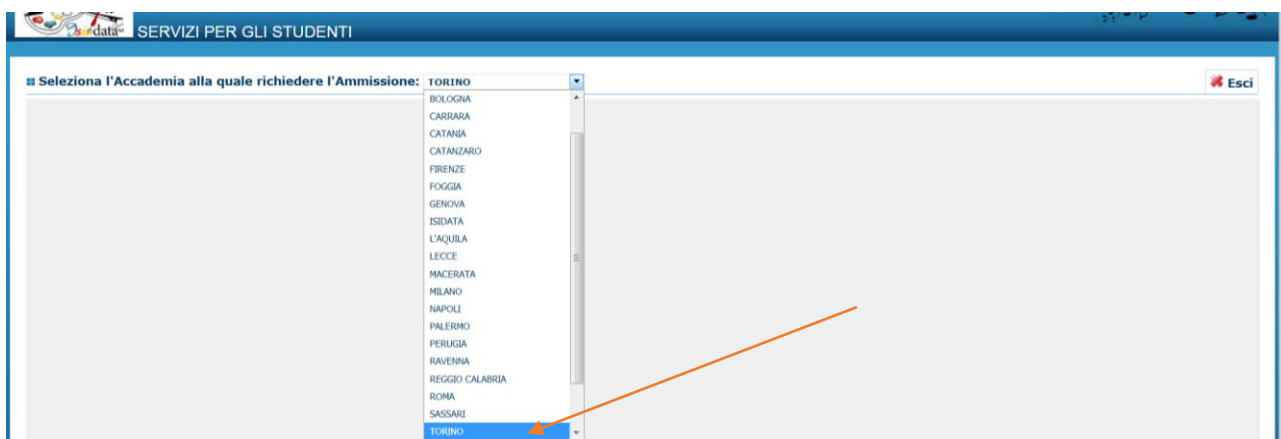 Isidata
SERVIZI PER GLI STUDENTI
Seleziona l'Accademia alla quale richiedere l'Ammissione: TORINO
Esci
BOLOGNA
CARRARA
CATANIA
CATANZARO
FIRENZE
FOGGIA
GENOVA
ISIDATA
L'AQUILA
LECCE
MACERATA
MILANO
NAPOLI
PALERMO
PERUGIA
RAVENNA
REGGIO CALABRIA
ROMA
SASSARI
TORINO